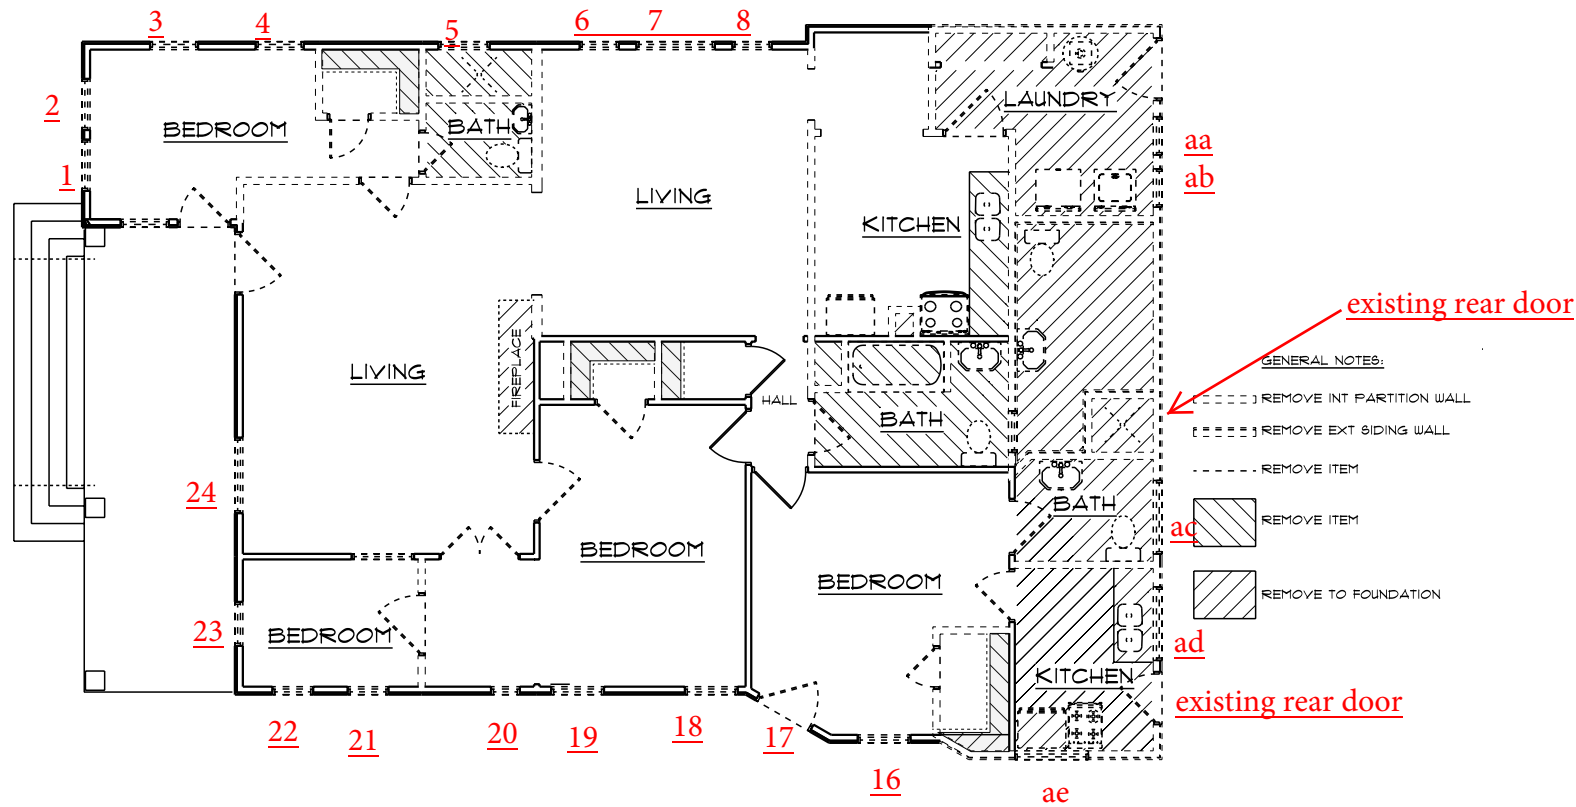 3
4
5
6
7
8
2
BEDROOM
BATH
LAUNDRY
aa
1
ab
LIVING
KITCHEN
existing rear door
FIREPLACE
LIVING
GENERAL NOTES:
HALL
REMOVE INT PARTITION WALL
BATH
REMOVE EXT SIDING WALL
REMOVE ITEM
24
BATH
ac
REMOVE ITEM
BEDROOM
BEDROOM
REMOVE TO FOUNDATION
23
BEDROOM
ad
KITCHEN
existing rear door
22
21
20
19
18
17
16
ae